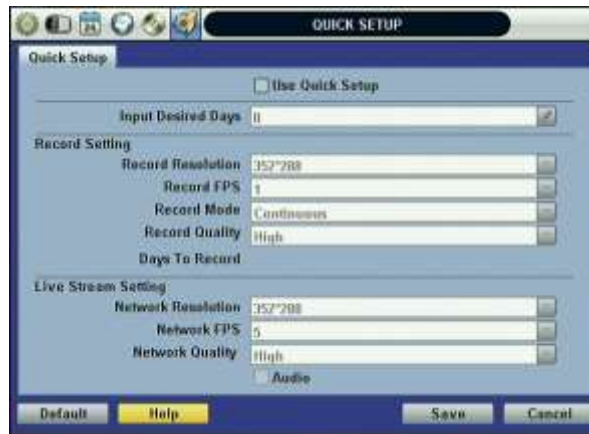 QUICK SETUP
Quick Setup
Use Quick Setup
Input Desired Days 0
Record Setting
Record Resolution 352*288
Record FPS 1
Record Mode Continuous
Record Quality High
Days To Record
Live Stream Setting
Network Resolution 352*288
Network FPS 5
Network Quality High
Audio
Default Help Save Cancel